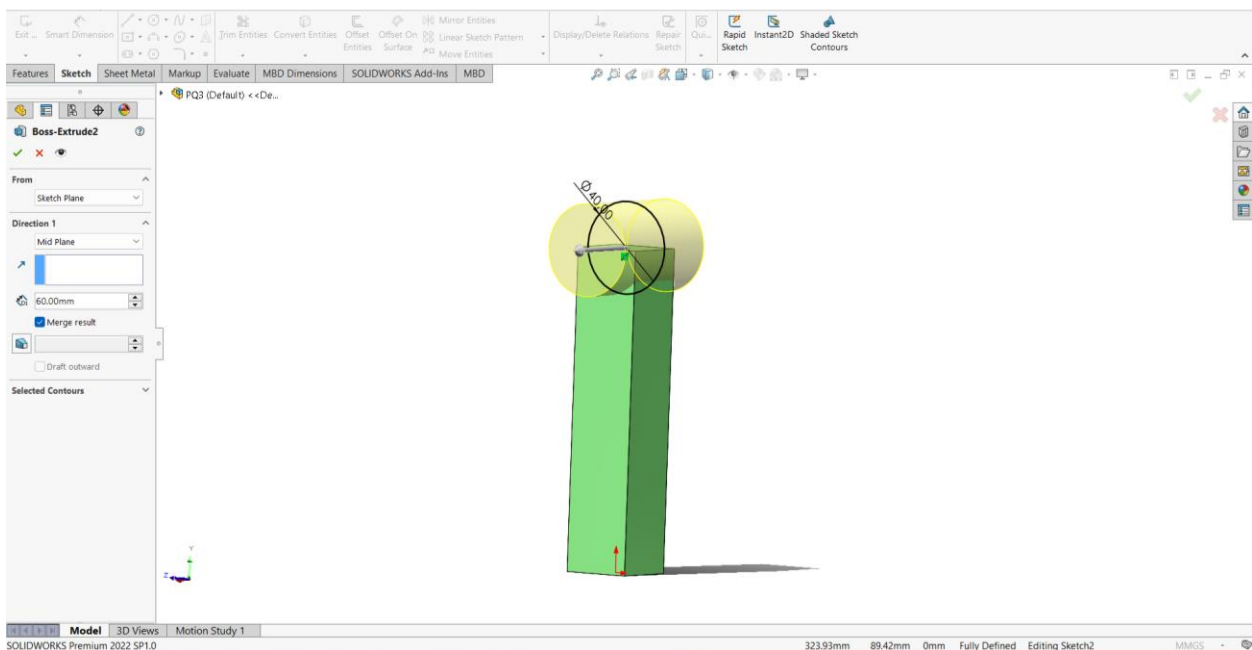 Exit ...
Smart Dimension
Trim Entities
Convert Entities
Offset Entities
Offset On Surface
Mirror Entities
Linear Sketch Pattern
Move Entities
Display/Delete Relations
Repair Sketch
Qui...
Rapid Sketch
Instant2D
Shaded Sketch Contours
Features Sketch Sheet Metal Markup Evaluate MBD Dimensions SOLIDWORKS Add-Ins MBD
PQ3 (Default) <<De...
Boss-Extrude2
From
Sketch Plane
Direction 1
Mid Plane
60.00mm
Merge result
Draft outward
Selected Contours
Ø40.00
Y
Z
Model 3D Views Motion Study 1
SOLIDWORKS Premium 2022 SP1.0 323.93mm 89.42mm 0mm Fully Defined Editing Sketch2 MMGS